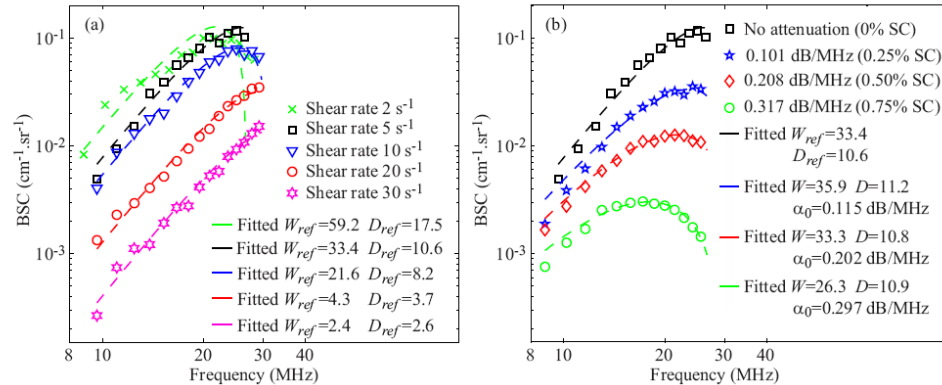 (a)
BSC (cm⁻¹.sr⁻¹)
10⁻¹
10⁻²
10⁻³
Shear rate 2 s⁻¹
Shear rate 5 s⁻¹
Shear rate 10 s⁻¹
Shear rate 20 s⁻¹
Shear rate 30 s⁻¹
Fitted W_ref=59.2 D_ref=17.5
Fitted W_ref=33.4 D_ref=10.6
Fitted W_ref=21.6 D_ref=8.2
Fitted W_ref=4.3 D_ref=3.7
Fitted W_ref=2.4 D_ref=2.6
8 10 20 30 40
Frequency (MHz)
(b)
BSC (cm⁻¹.sr⁻¹)
10⁻¹
10⁻²
10⁻³
8 10 20 30 40
Frequency (MHz)
No attenuation (0% SC)
0.101 dB/MHz (0.25% SC)
0.208 dB/MHz (0.50% SC)
0.317 dB/MHz (0.75% SC)
Fitted W_ref=33.4
D_ref=10.6
Fitted W=35.9 D=11.2
α₀=0.115 dB/MHz
Fitted W=33.3 D=10.8
α₀=0.202 dB/MHz
Fitted W=26.3 D=10.9
α₀=0.297 dB/MHz